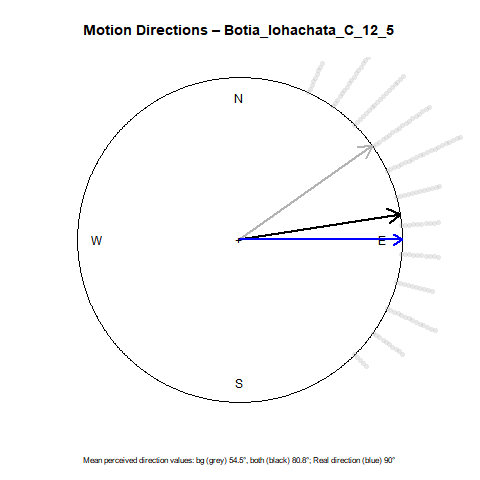 Motion Directions – Botia_lohachata_C_12_5
N
W
E
S
Mean perceived direction values: bg (grey) 54.5°, both (black) 80.8°; Real direction (blue) 90°